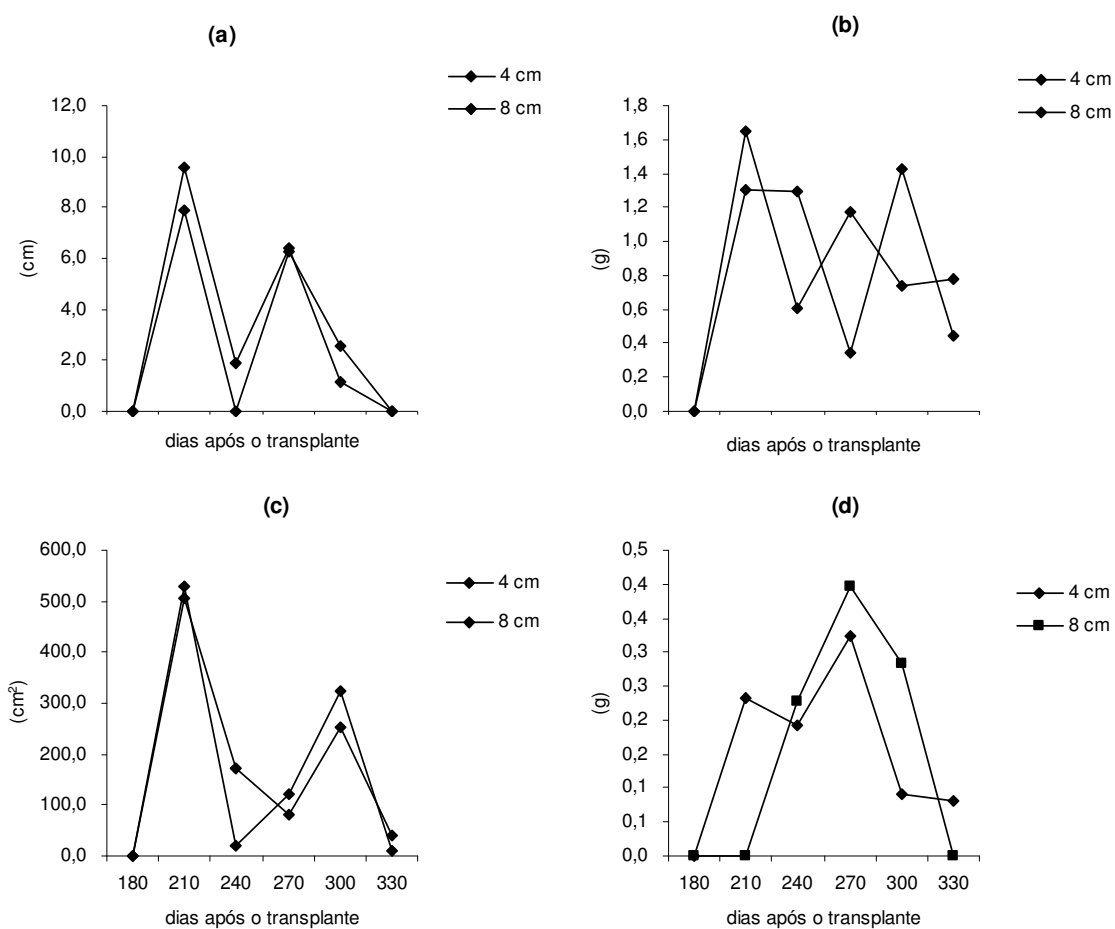 (a)
4 cm
8 cm
12,0
10,0
8,0
6,0
4,0
2,0
0,0
(cm)
dias após o transplante
(b)
4 cm
8 cm
1,8
1,6
1,4
1,2
1,0
0,8
0,6
0,4
0,2
0,0
(g)
dias após o transplante
(c)
4 cm
8 cm
600,0
500,0
400,0
300,0
200,0
100,0
0,0
(cm²)
180 210 240 270 300 330
dias após o transplante
(d)
4 cm
8 cm
0,5
0,4
0,4
0,3
0,3
0,2
0,2
0,1
0,1
0,0
(g)
180 210 240 270 300 330
dias após o transplante